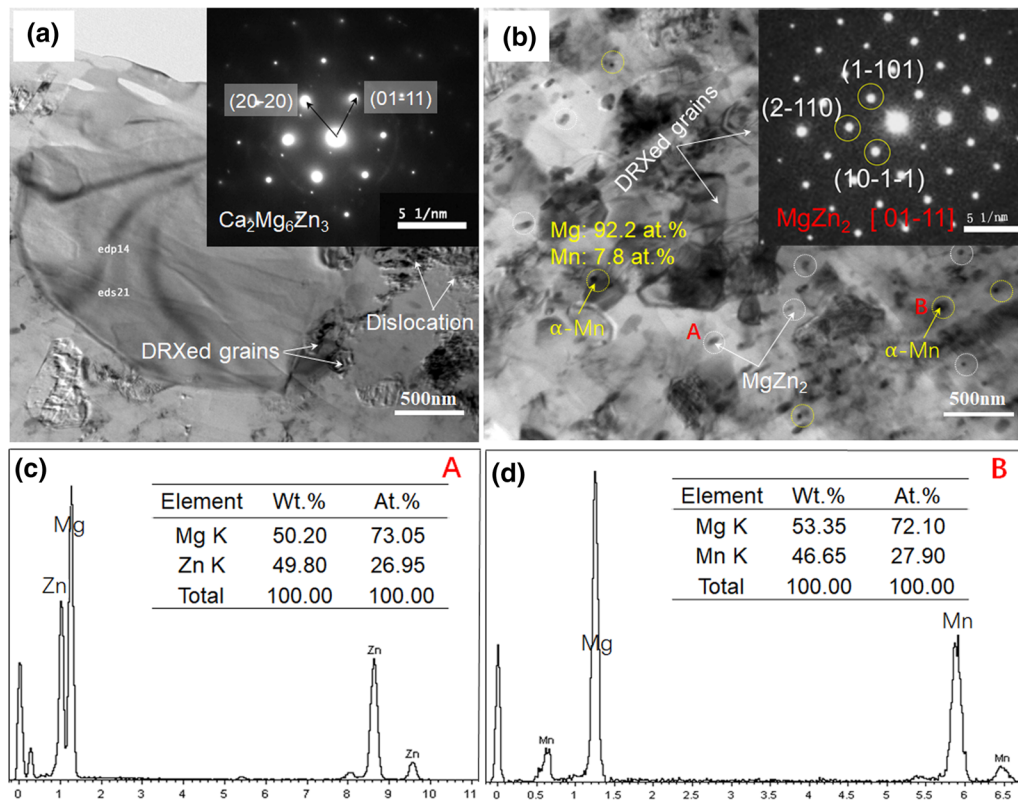 (a)
(20-20)
(01-11)
Ca2Mg6Zn3
5 1/nm
edp14
eds21
Dislocation
DRXed grains
500nm
(b)
(1-101)
(2-110)
(10-1-1)
MgZn2 [01-11]
5 1/nm
DRXed grains
Mg: 92.2 at.%
Mn: 7.8 at.%
α-Mn
A
MgZn2
B
α-Mn
500nm
(c)
A
Element Wt.% At.%
Mg K 50.20 73.05
Zn K 49.80 26.95
Total 100.00 100.00
Mg
Zn
Zn
Zn
0 1 2 3 4 5 6 7 8 9 10 11
(d)
B
Element Wt.% At.%
Mg K 53.35 72.10
Mn K 46.65 27.90
Total 100.00 100.00
Mn
Mg
Mn
Mn
0 0.5 1 1.5 2 2.5 3 3.5 4 4.5 5 5.5 6 6.5